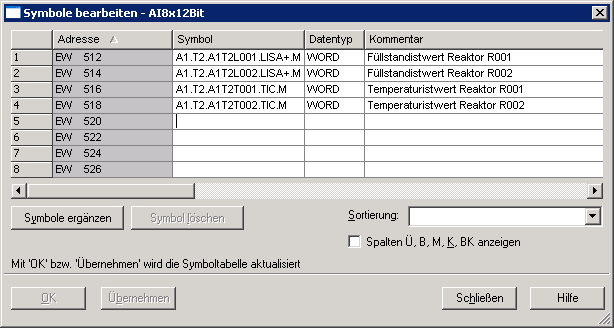 Symbole bearbeiten - AI8x12Bit
Adresse Symbol Datentyp Kommentar
1 EW 512 A1.T2.A1T2L001.LISA+.M WORD Füllstandistwert Reaktor R001
2 EW 514 A1.T2.A1T2L002.LISA+.M WORD Füllstandistwert Reaktor R002
3 EW 516 A1.T2.A1T2T001.TIC.M WORD Temperaturistwert Reaktor R001
4 EW 518 A1.T2.A1T2T002.TIC.M WORD Temperaturistwert Reaktor R002
5 EW 520
6 EW 522
7 EW 524
8 EW 526
Symbole ergänzen Symbol löschen Sortierung:
Spalten Ü, B, M, K, BK anzeigen
Mit 'OK' bzw. 'Übernehmen' wird die Symboltabelle aktualisiert
OK Übernehmen Schließen Hilfe